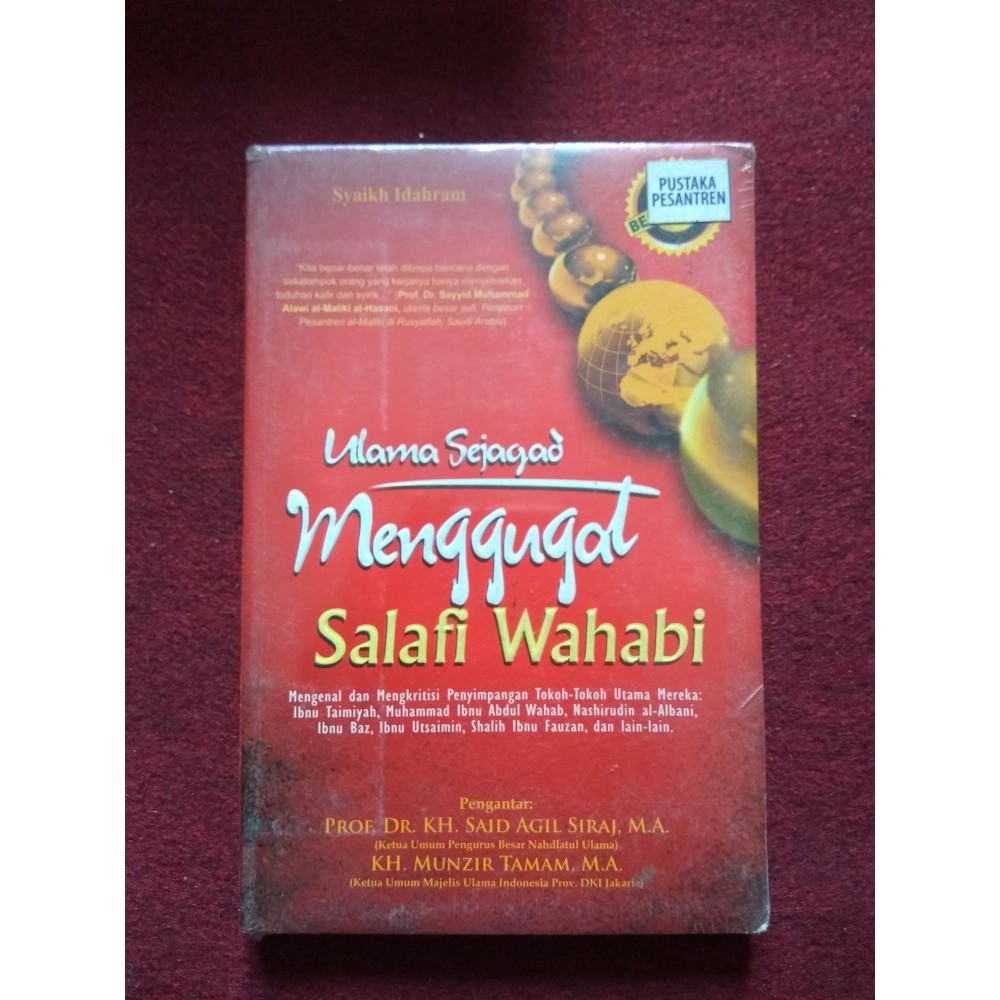 Syaikh Idahram
PUSTAKA
PESANTREN
BE
"Kita benar-benar telah ditimpa bencana dengan
sekelompok orang yang kerjanya hanya menyebarkan
tuduhan kafir dan syirik... " (Prof. Dr. Sayyid Mohammad
Alawi al-Maliki al-Hasani, ulama besar sufi, Pimpinan
Pesantren al-Maliki di Rusyaifah, Saudi Arabia)
Ulama Sejagad
Menggugat
Salafi Wahabi
Mengenal dan Mengkritisi Penyimpangan Tokoh-Tokoh Utama Mereka:
Ibnu Taimiyah, Muhammad Ibnu Abdul Wahab, Nashirudin al-Albani,
Ibnu Baz, Ibnu Utsaimin, Shalih Ibnu Fauzan, dan lain-lain.
Pengantar:
PROF. DR. KH. SAID AGIL SIRAJ, M.A.
(Ketua Umum Pengurus Besar Nahdlatul Ulama)
KH. MUNZIR TAMAM, M.A.
(Ketua Umum Majelis Ulama Indonesia Prov. DKI Jakarta)